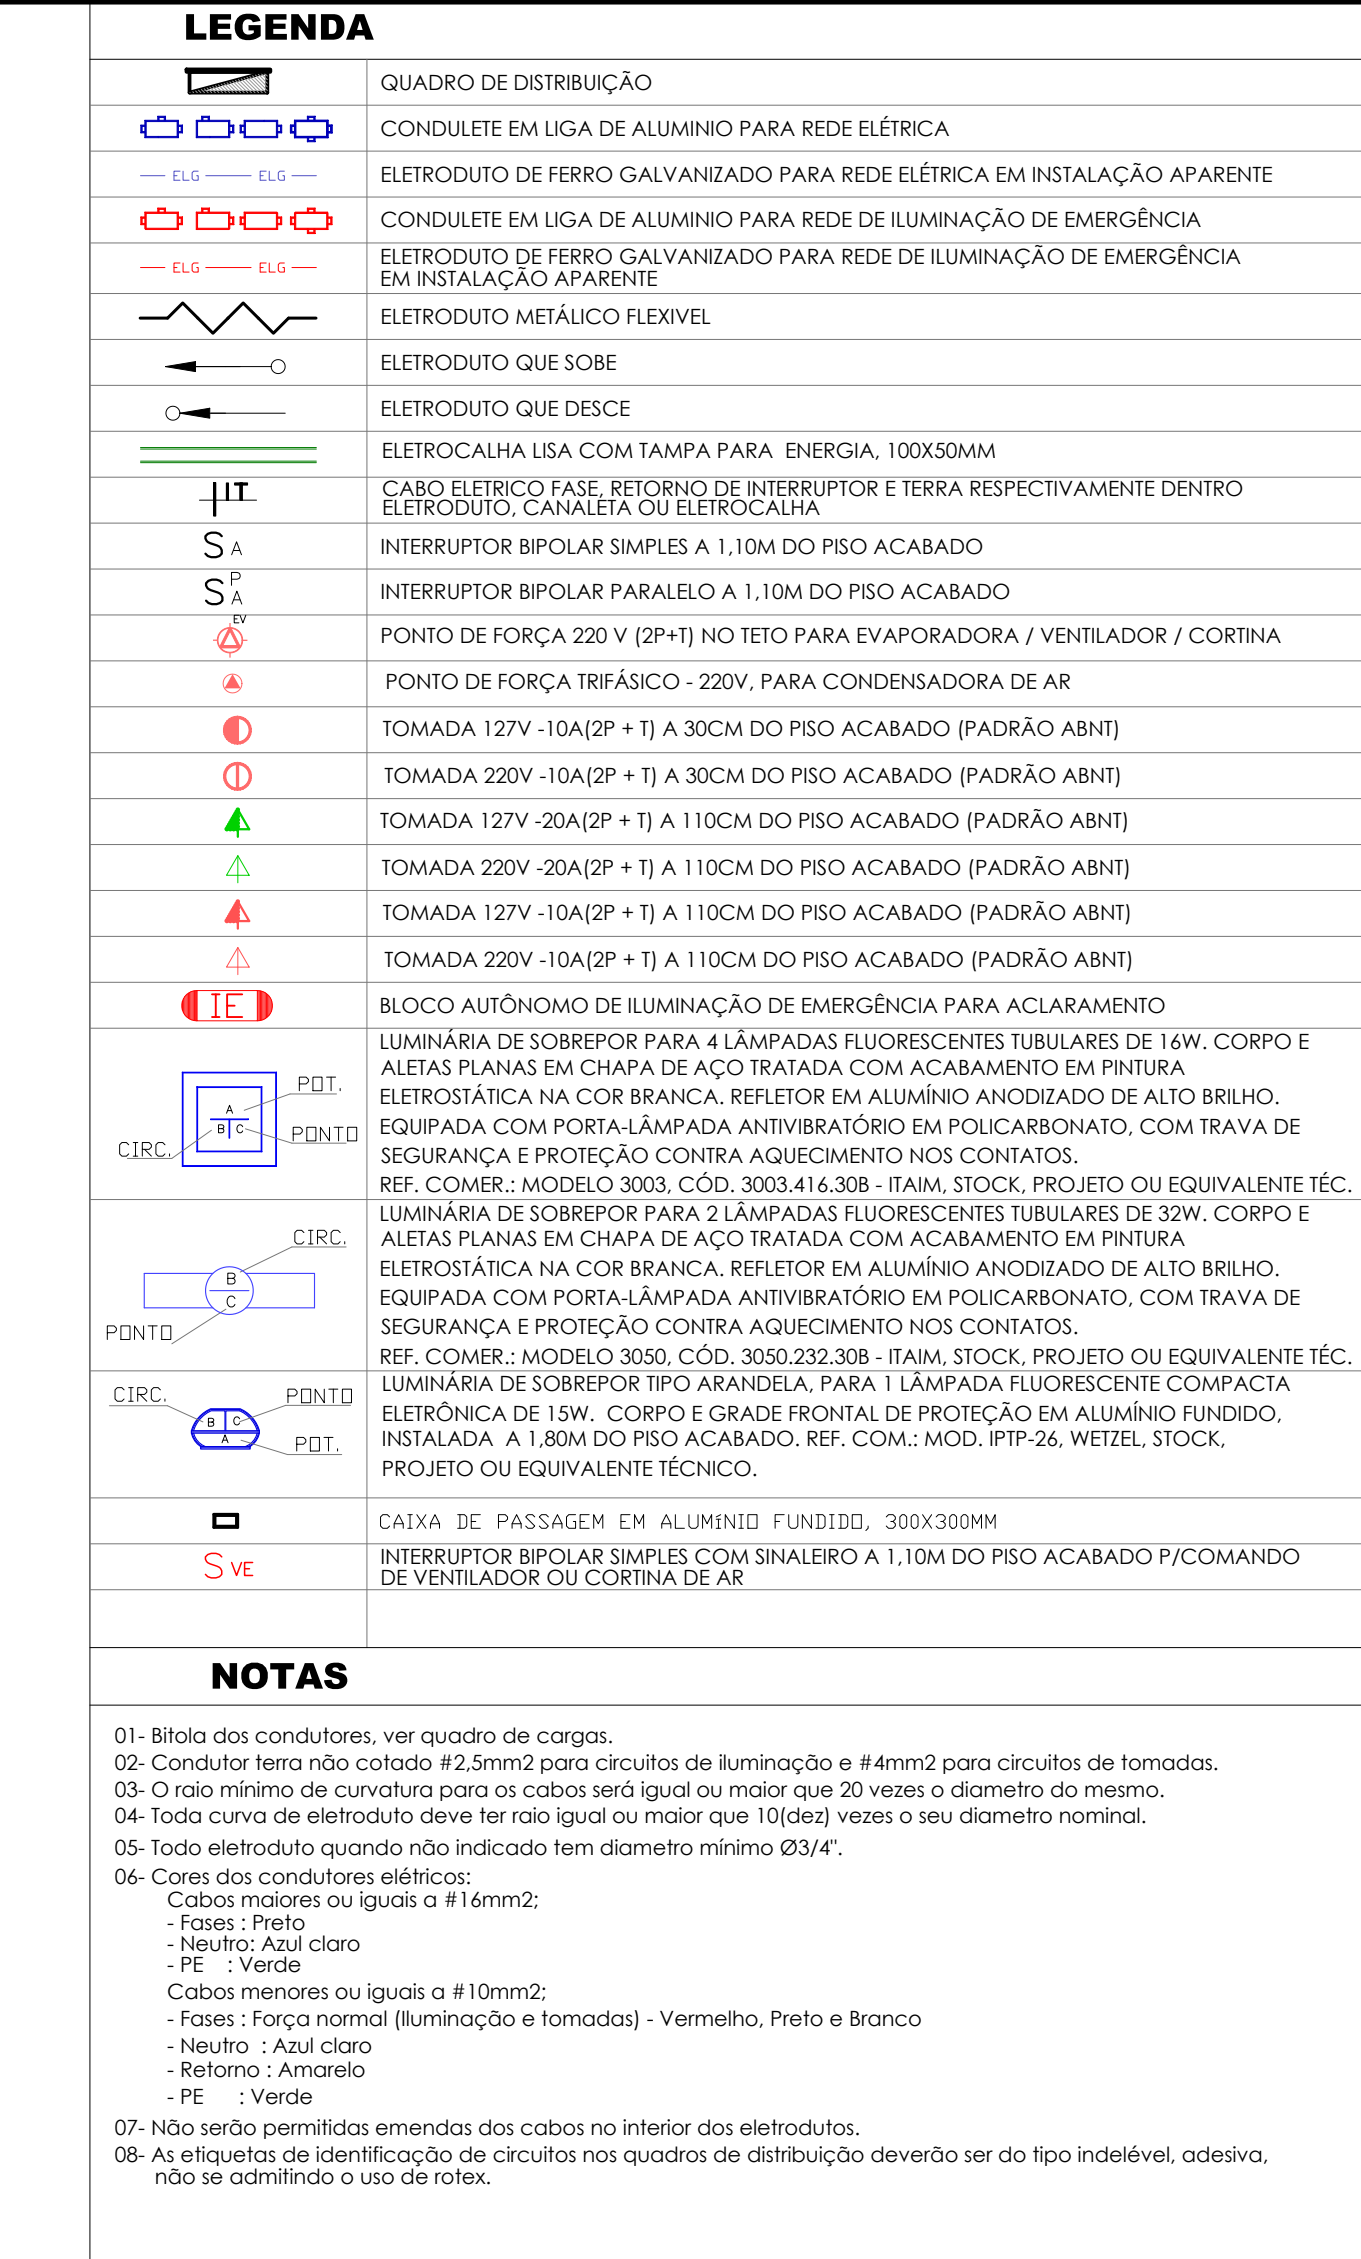 LEGENDA
QUADRO DE DISTRIBUIÇÃO
CONDULETE EM LIGA DE ALUMINIO PARA REDE ELÉTRICA
ELG ELG
ELETRODUTO DE FERRO GALVANIZADO PARA REDE ELÉTRICA EM INSTALAÇÃO APARENTE
CONDULETE EM LIGA DE ALUMINIO PARA REDE DE ILUMINAÇÃO DE EMERGÊNCIA
ELG ELG
ELETRODUTO DE FERRO GALVANIZADO PARA REDE DE ILUMINAÇÃO DE EMERGÊNCIA
EM INSTALAÇÃO APARENTE
ELETRODUTO METÁLICO FLEXIVEL
ELETRODUTO QUE SOBE
ELETRODUTO QUE DESCE
ELETROCALHA LISA COM TAMPA PARA ENERGIA, 100X50MM
CABO ELETRICO FASE, RETORNO DE INTERRUPTOR E TERRA RESPECTIVAMENTE DENTRO
ELETRODUTO, CANALETA OU ELETROCALHA
S A
INTERRUPTOR BIPOLAR SIMPLES A 1,10M DO PISO ACABADO
S P A
INTERRUPTOR BIPOLAR PARALELO A 1,10M DO PISO ACABADO
EV
PONTO DE FORÇA 220 V (2P+T) NO TETO PARA EVAPORADORA / VENTILADOR / CORTINA
PONTO DE FORÇA TRIFÁSICO - 220V, PARA CONDENSADORA DE AR
TOMADA 127V -10A(2P + T) A 30CM DO PISO ACABADO (PADRÃO ABNT)
TOMADA 220V -10A(2P + T) A 30CM DO PISO ACABADO (PADRÃO ABNT)
TOMADA 127V -20A(2P + T) A 110CM DO PISO ACABADO (PADRÃO ABNT)
TOMADA 220V -20A(2P + T) A 110CM DO PISO ACABADO (PADRÃO ABNT)
TOMADA 127V -10A(2P + T) A 110CM DO PISO ACABADO (PADRÃO ABNT)
TOMADA 220V -10A(2P + T) A 110CM DO PISO ACABADO (PADRÃO ABNT)
IE
BLOCO AUTÔNOMO DE ILUMINAÇÃO DE EMERGÊNCIA PARA ACLARAMENTO
POT.
A
B C
PONTO
CIRC.
LUMINÁRIA DE SOBREPOR PARA 4 LÂMPADAS FLUORESCENTES TUBULARES DE 16W. CORPO E
ALETAS PLANAS EM CHAPA DE AÇO TRATADA COM ACABAMENTO EM PINTURA
ELETROSTÁTICA NA COR BRANCA. REFLETOR EM ALUMÍNIO ANODIZADO DE ALTO BRILHO.
EQUIPADA COM PORTA-LÂMPADA ANTIVIBRATÓRIO EM POLICARBONATO, COM TRAVA DE
SEGURANÇA E PROTEÇÃO CONTRA AQUECIMENTO NOS CONTATOS.
REF. COMER.: MODELO 3003, CÓD. 3003.416.30B - ITAIM, STOCK, PROJETO OU EQUIVALENTE TÉC.
CIRC.
B
C
PONTO
LUMINÁRIA DE SOBREPOR PARA 2 LÂMPADAS FLUORESCENTES TUBULARES DE 32W. CORPO E
ALETAS PLANAS EM CHAPA DE AÇO TRATADA COM ACABAMENTO EM PINTURA
ELETROSTÁTICA NA COR BRANCA. REFLETOR EM ALUMÍNIO ANODIZADO DE ALTO BRILHO.
EQUIPADA COM PORTA-LÂMPADA ANTIVIBRATÓRIO EM POLICARBONATO, COM TRAVA DE
SEGURANÇA E PROTEÇÃO CONTRA AQUECIMENTO NOS CONTATOS.
REF. COMER.: MODELO 3050, CÓD. 3050.232.30B - ITAIM, STOCK, PROJETO OU EQUIVALENTE TÉC.
CIRC. PONTO
B C
A
POT.
LUMINÁRIA DE SOBREPOR TIPO ARANDELA, PARA 1 LÂMPADA FLUORESCENTE COMPACTA
ELETRÔNICA DE 15W. CORPO E GRADE FRONTAL DE PROTEÇÃO EM ALUMÍNIO FUNDIDO,
INSTALADA A 1,80M DO PISO ACABADO. REF. COM.: MOD. IPTP-26, WETZEL, STOCK,
PROJETO OU EQUIVALENTE TÉCNICO.
CAIXA DE PASSAGEM EM ALUMíNIO FUNDIDO, 300X300MM
S VE
INTERRUPTOR BIPOLAR SIMPLES COM SINALEIRO A 1,10M DO PISO ACABADO P/COMANDO
DE VENTILADOR OU CORTINA DE AR
NOTAS
01- Bitola dos condutores, ver quadro de cargas.
02- Condutor terra não cotado #2,5mm2 para circuitos de iluminação e #4mm2 para circuitos de tomadas.
03- O raio mínimo de curvatura para os cabos será igual ou maior que 20 vezes o diametro do mesmo.
04- Toda curva de eletroduto deve ter raio igual ou maior que 10(dez) vezes o seu diametro nominal.
05- Todo eletroduto quando não indicado tem diametro mínimo Ø3/4".
06- Cores dos condutores elétricos:
Cabos maiores ou iguais a #16mm2;
- Fases : Preto
- Neutro: Azul claro
- PE : Verde
Cabos menores ou iguais a #10mm2;
- Fases : Força normal (Iluminação e tomadas) - Vermelho, Preto e Branco
- Neutro : Azul claro
- Retorno : Amarelo
- PE : Verde
07- Não serão permitidas emendas dos cabos no interior dos eletrodutos.
08- As etiquetas de identificação de circuitos nos quadros de distribuição deverão ser do tipo indelével, adesiva,
não se admitindo o uso de rotex.